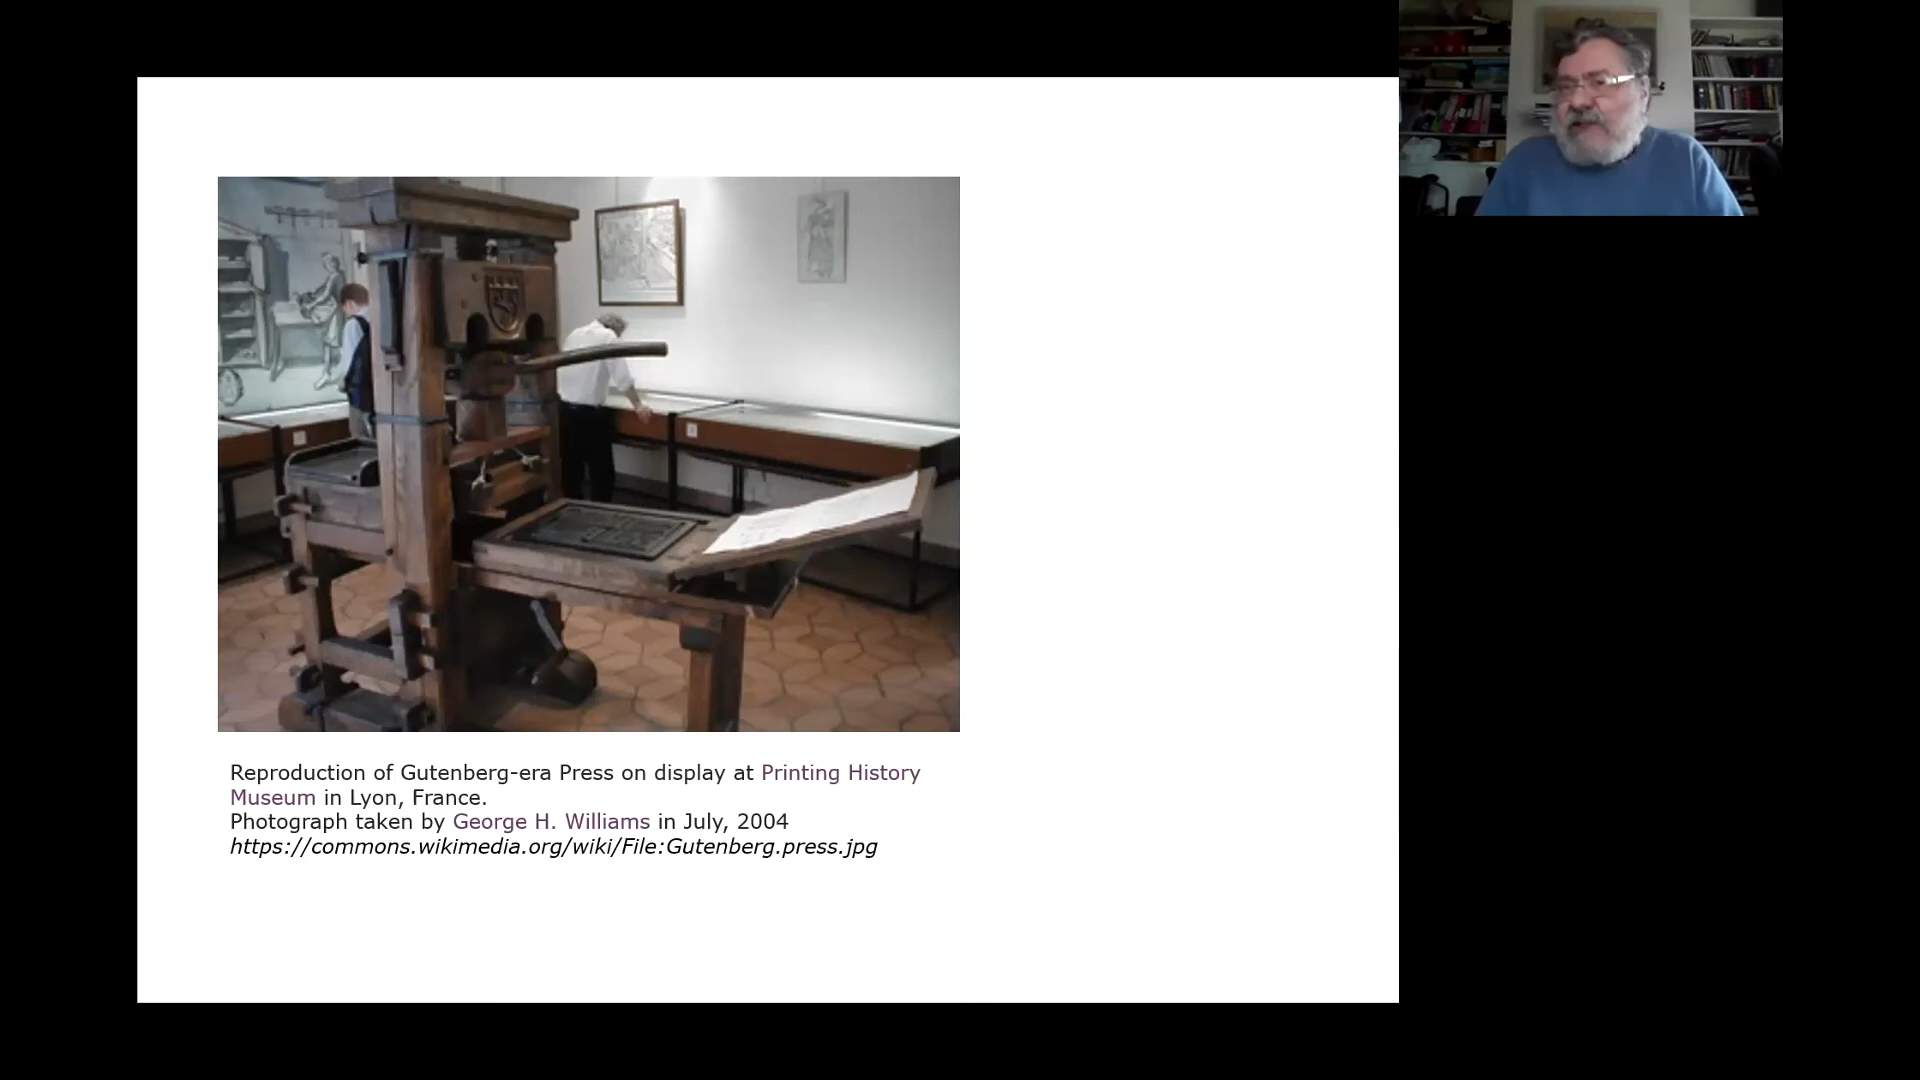 Reproduction of Gutenberg-era Press on display at Printing History
Museum in Lyon, France.
Photograph taken by George H. Williams in July, 2004
https://commons.wikimedia.org/wiki/File:Gutenberg.press.jpg